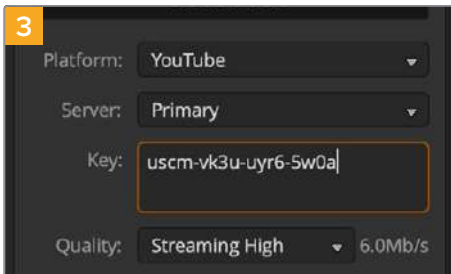 3
Platform: YouTube
Server: Primary
Key: uscm-vk3u-uyr6-5w0a
Quality: Streaming High 6.0Mb/s